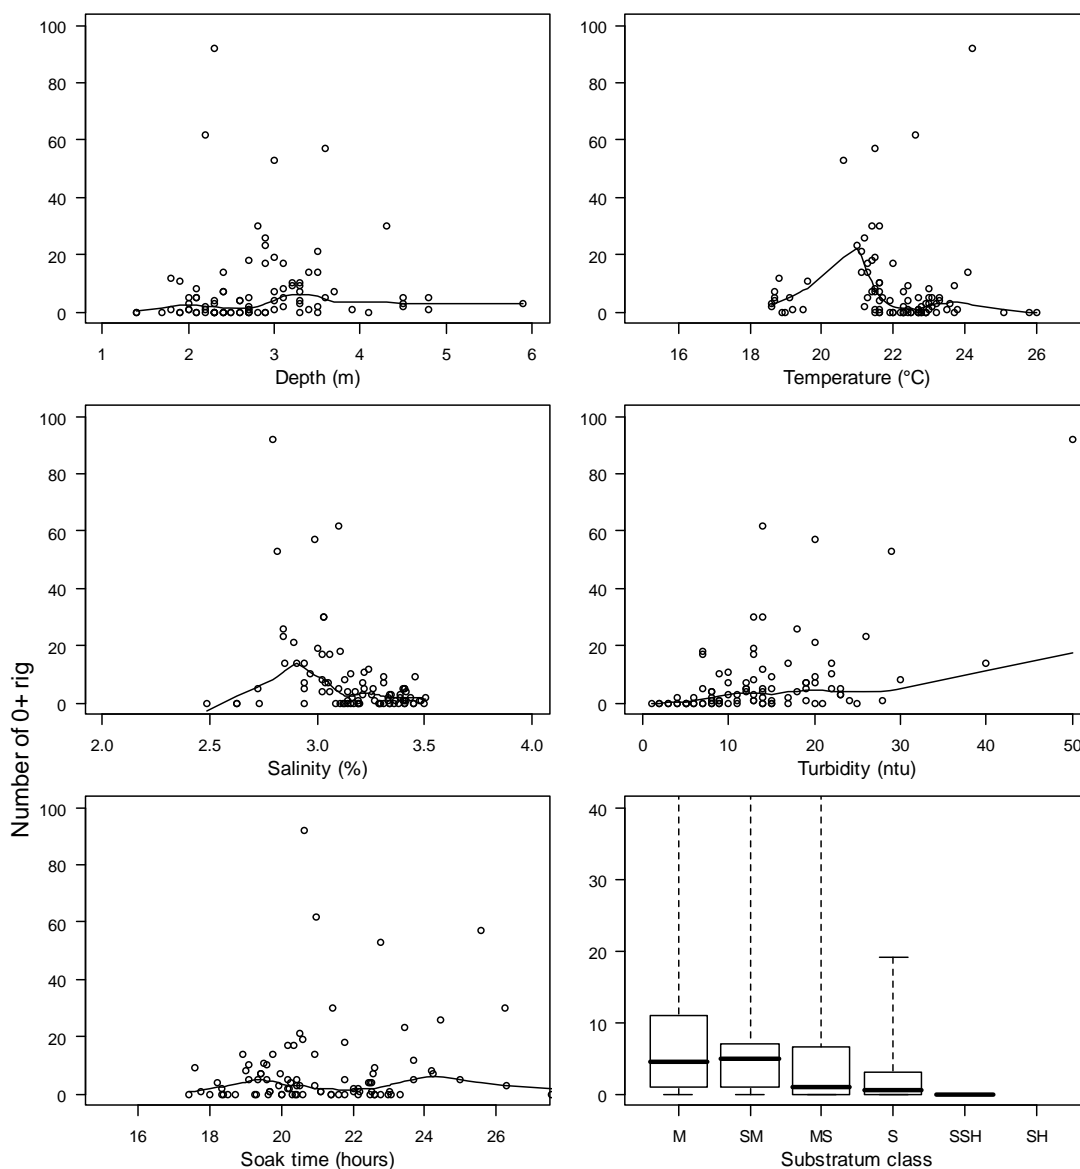 100
80
60
40
20
0
1 2 3 4 5 6
Depth (m)
100
80
60
40
20
0
16 18 20 22 24 26
Temperature (°C)
100
80
60
40
20
0
2.0 2.5 3.0 3.5 4.0
Salinity (%)
100
80
60
40
20
0
0 10 20 30 40 50
Turbidity (ntu)
Number of 0+ rig
100
80
60
40
20
0
16 18 20 22 24 26
Soak time (hours)
40
30
20
10
0
M SM MS S SSH SH
Substratum class